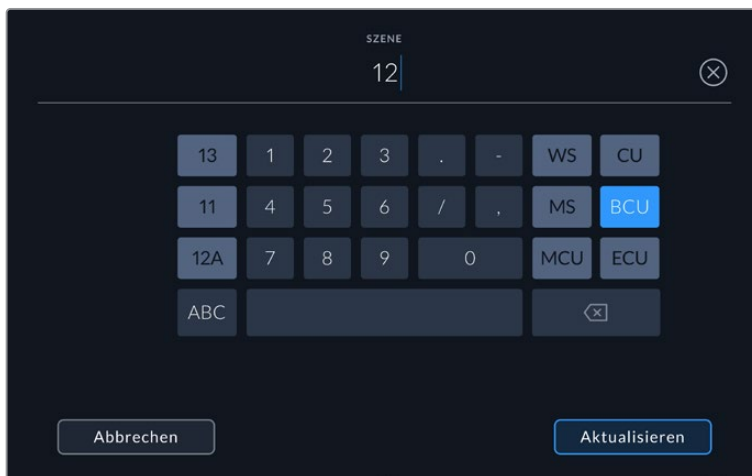 SZENE
12
13 1 2 3 . - WS CU
11 4 5 6 / , MS BCU
12A 7 8 9 0 MCU ECU
ABC
Abbrechen Aktualisieren